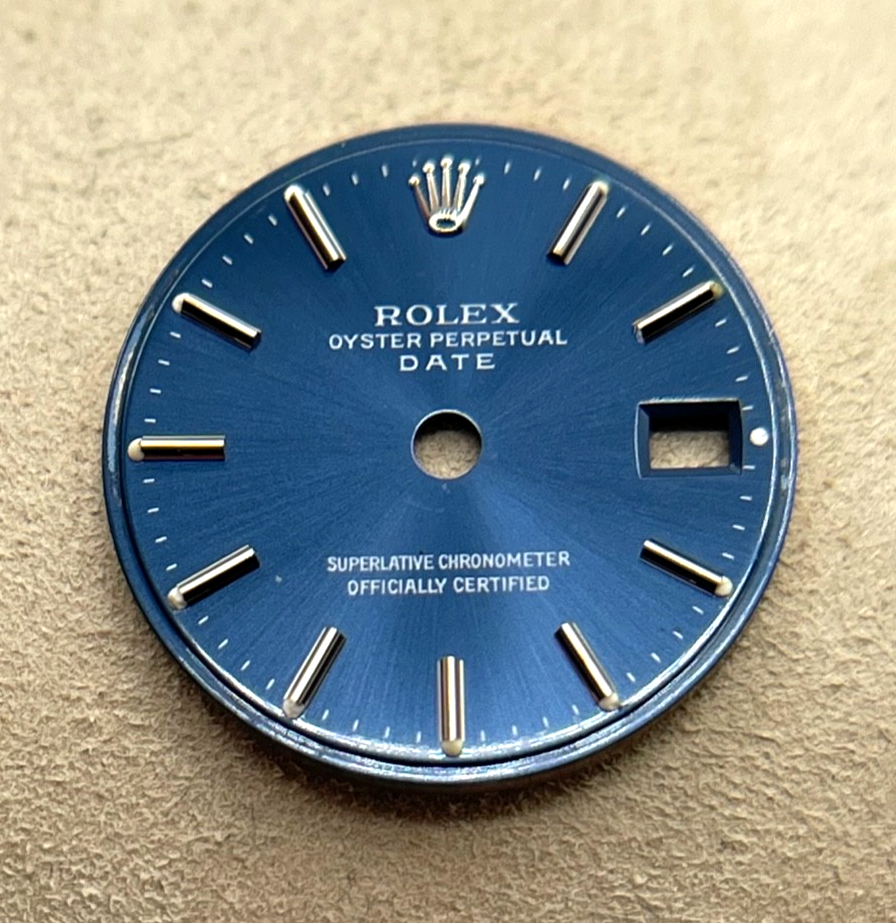 ROLEX
OYSTER PERPETUAL
DATE
SUPERLATIVE CHRONOMETER
OFFICIALLY CERTIFIED